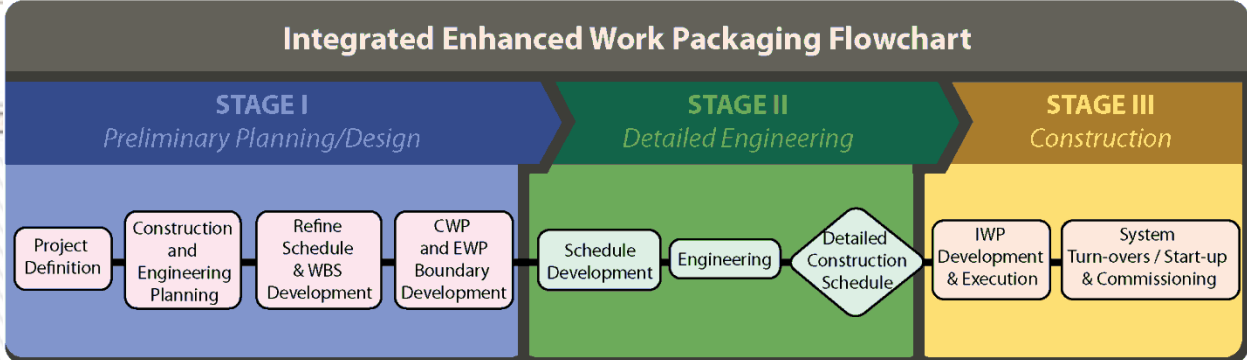 Integrated Enhanced Work Packaging Flowchart
STAGE I
Preliminary Planning/Design
STAGE II
Detailed Engineering
STAGE III
Construction
Project
Definition
Construction
and
Engineering
Planning
Refine
Schedule
& WBS
Development
CWP
and EWP
Boundary
Development
Schedule
Development
Engineering
Detailed
Construction
Schedule
IWP
Development
& Execution
System
Turn-overs / Start-up
& Commissioning